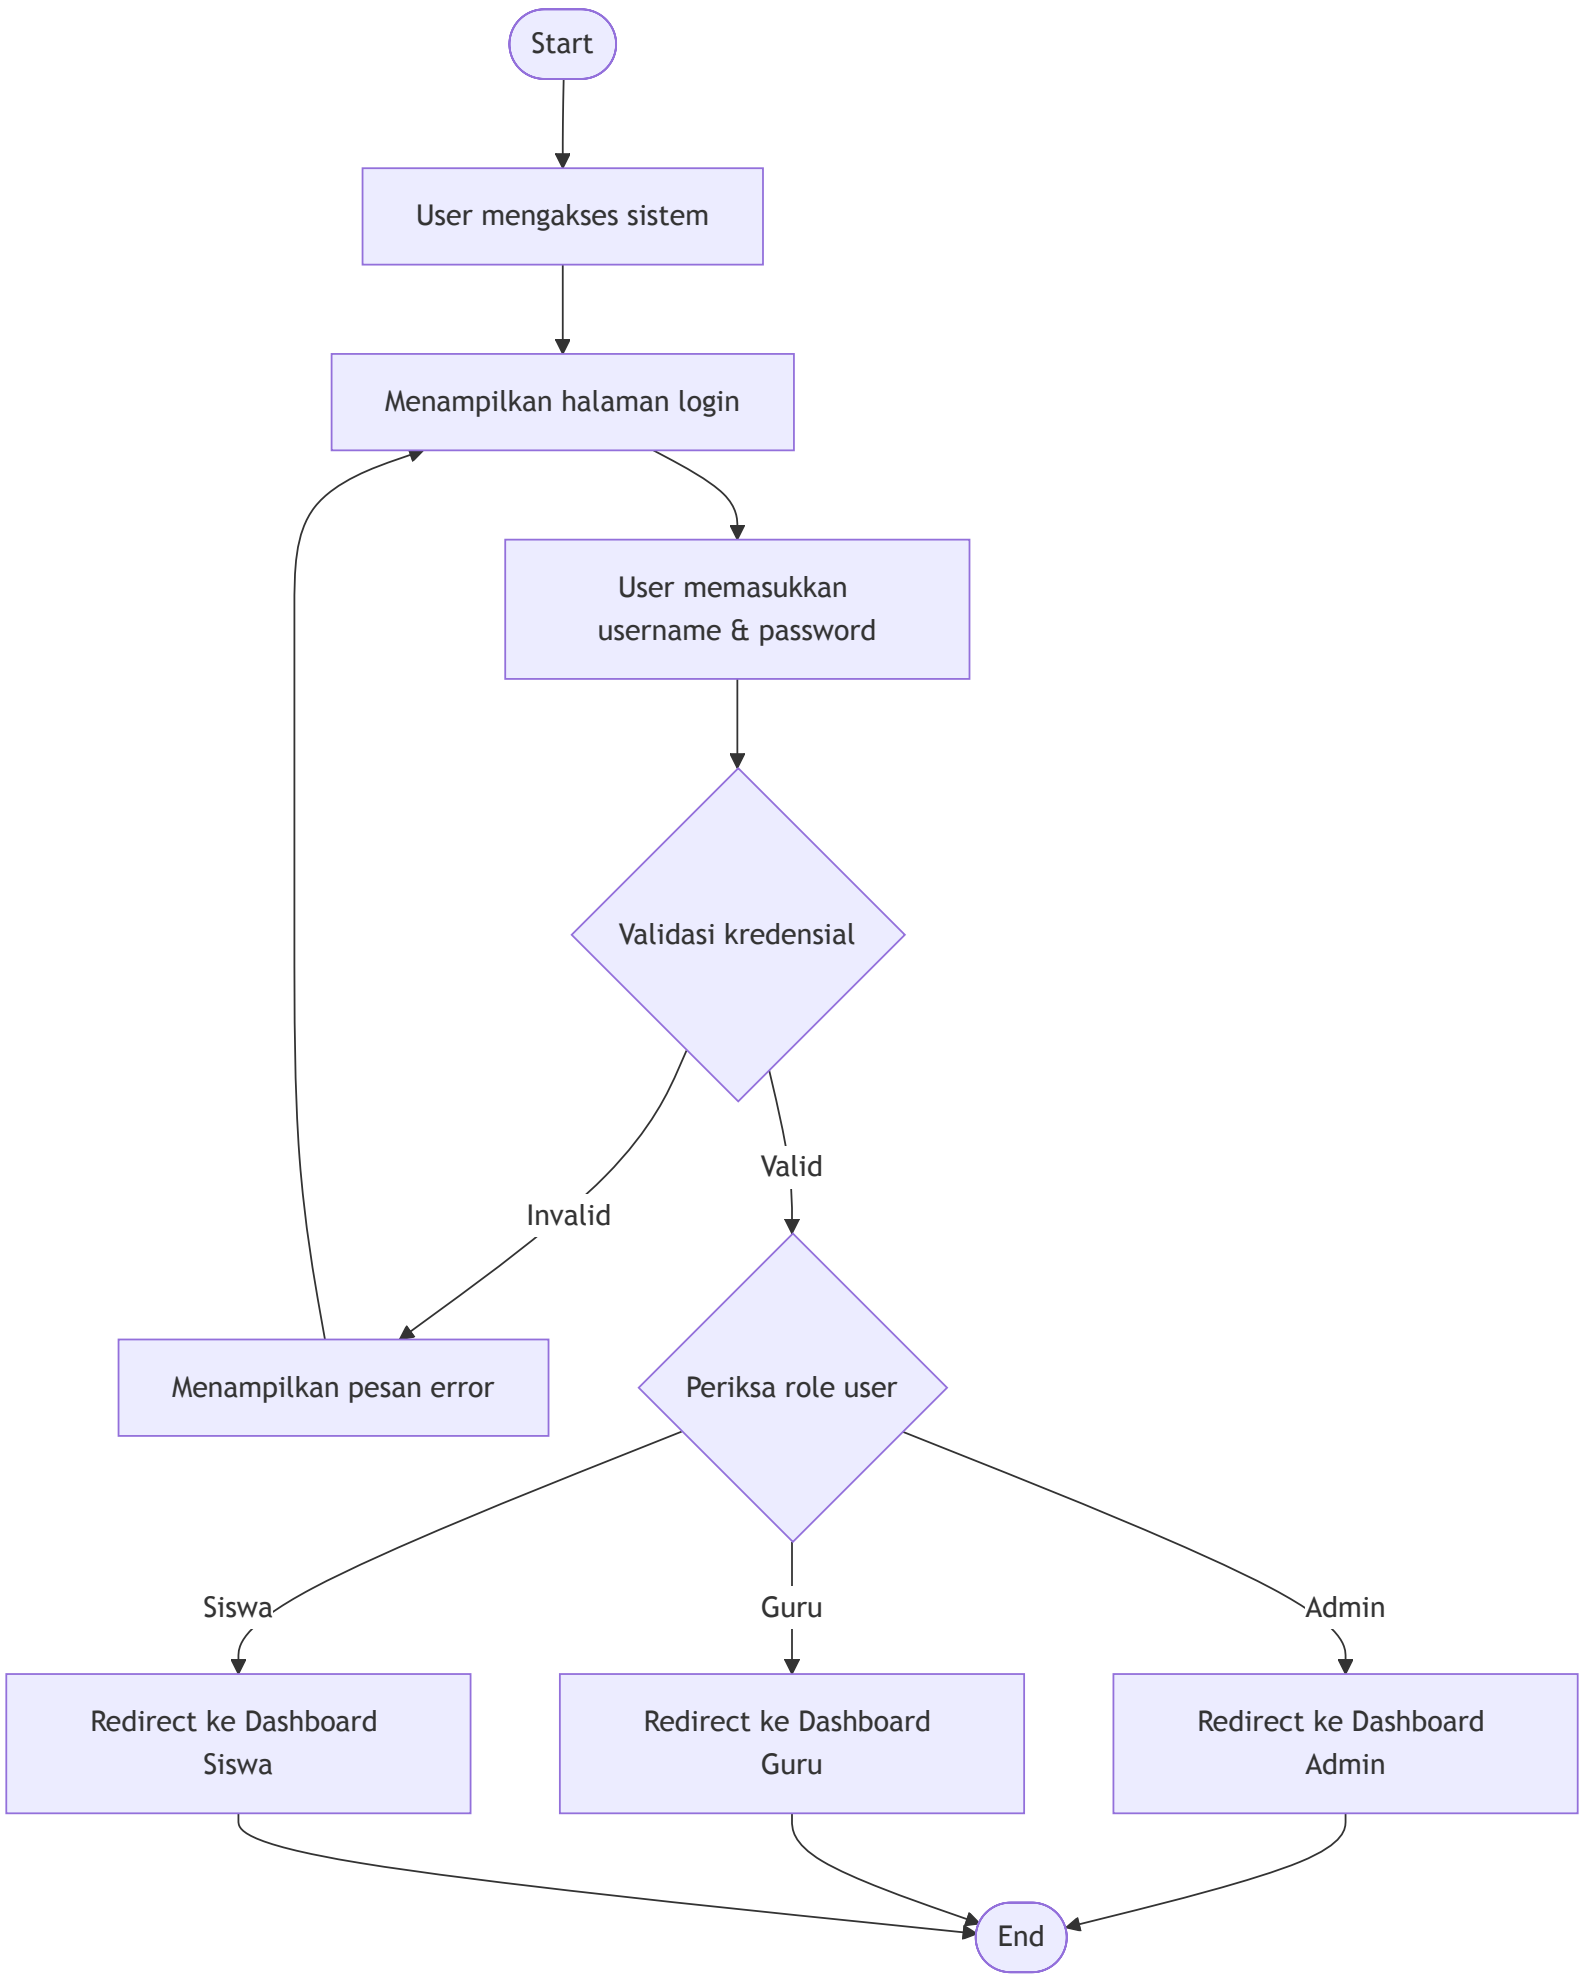 Start
User mengakses sistem
Menampilkan halaman login
User memasukkan
username & password
Validasi kredensial
Valid
Invalid
Menampilkan pesan error
Periksa role user
Siswa
Guru
Admin
Redirect ke Dashboard
Siswa
Redirect ke Dashboard
Guru
Redirect ke Dashboard
Admin
End